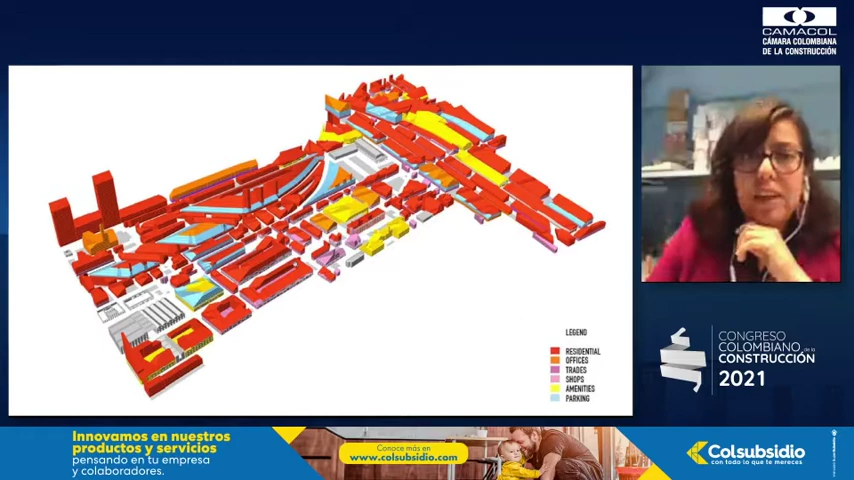 CAMACOL
CÁMARA COLOMBIANA
DE LA CONSTRUCCIÓN
LEGEND
RESIDENTIAL
OFFICES
TRADES
SHOPS
AMENITIES
PARKING
CONGRESO
COLOMBIANO de la
CONSTRUCCIÓN
2021
Innovamos en nuestros
productos y servicios
pensando en tu empresa
y colaboradores.
Conoce más en
www.colsubsidio.com
Colsubsidio
con todo lo que te mereces